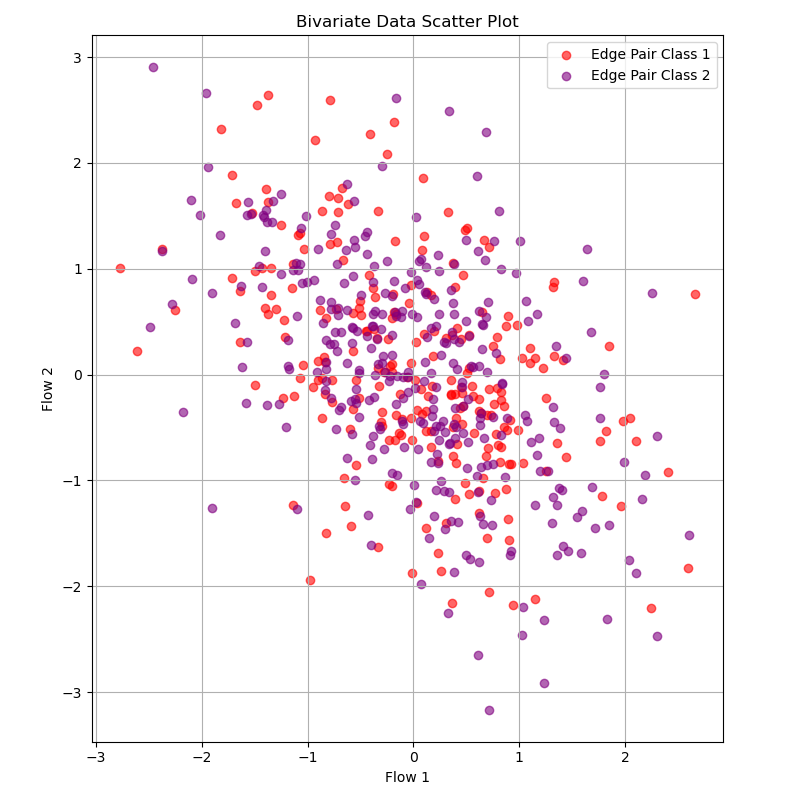 Bivariate Data Scatter Plot
Edge Pair Class 1
Edge Pair Class 2
3
2
1
0
−1
−2
−3
Flow 2
−3 −2 −1 0 1 2
Flow 1